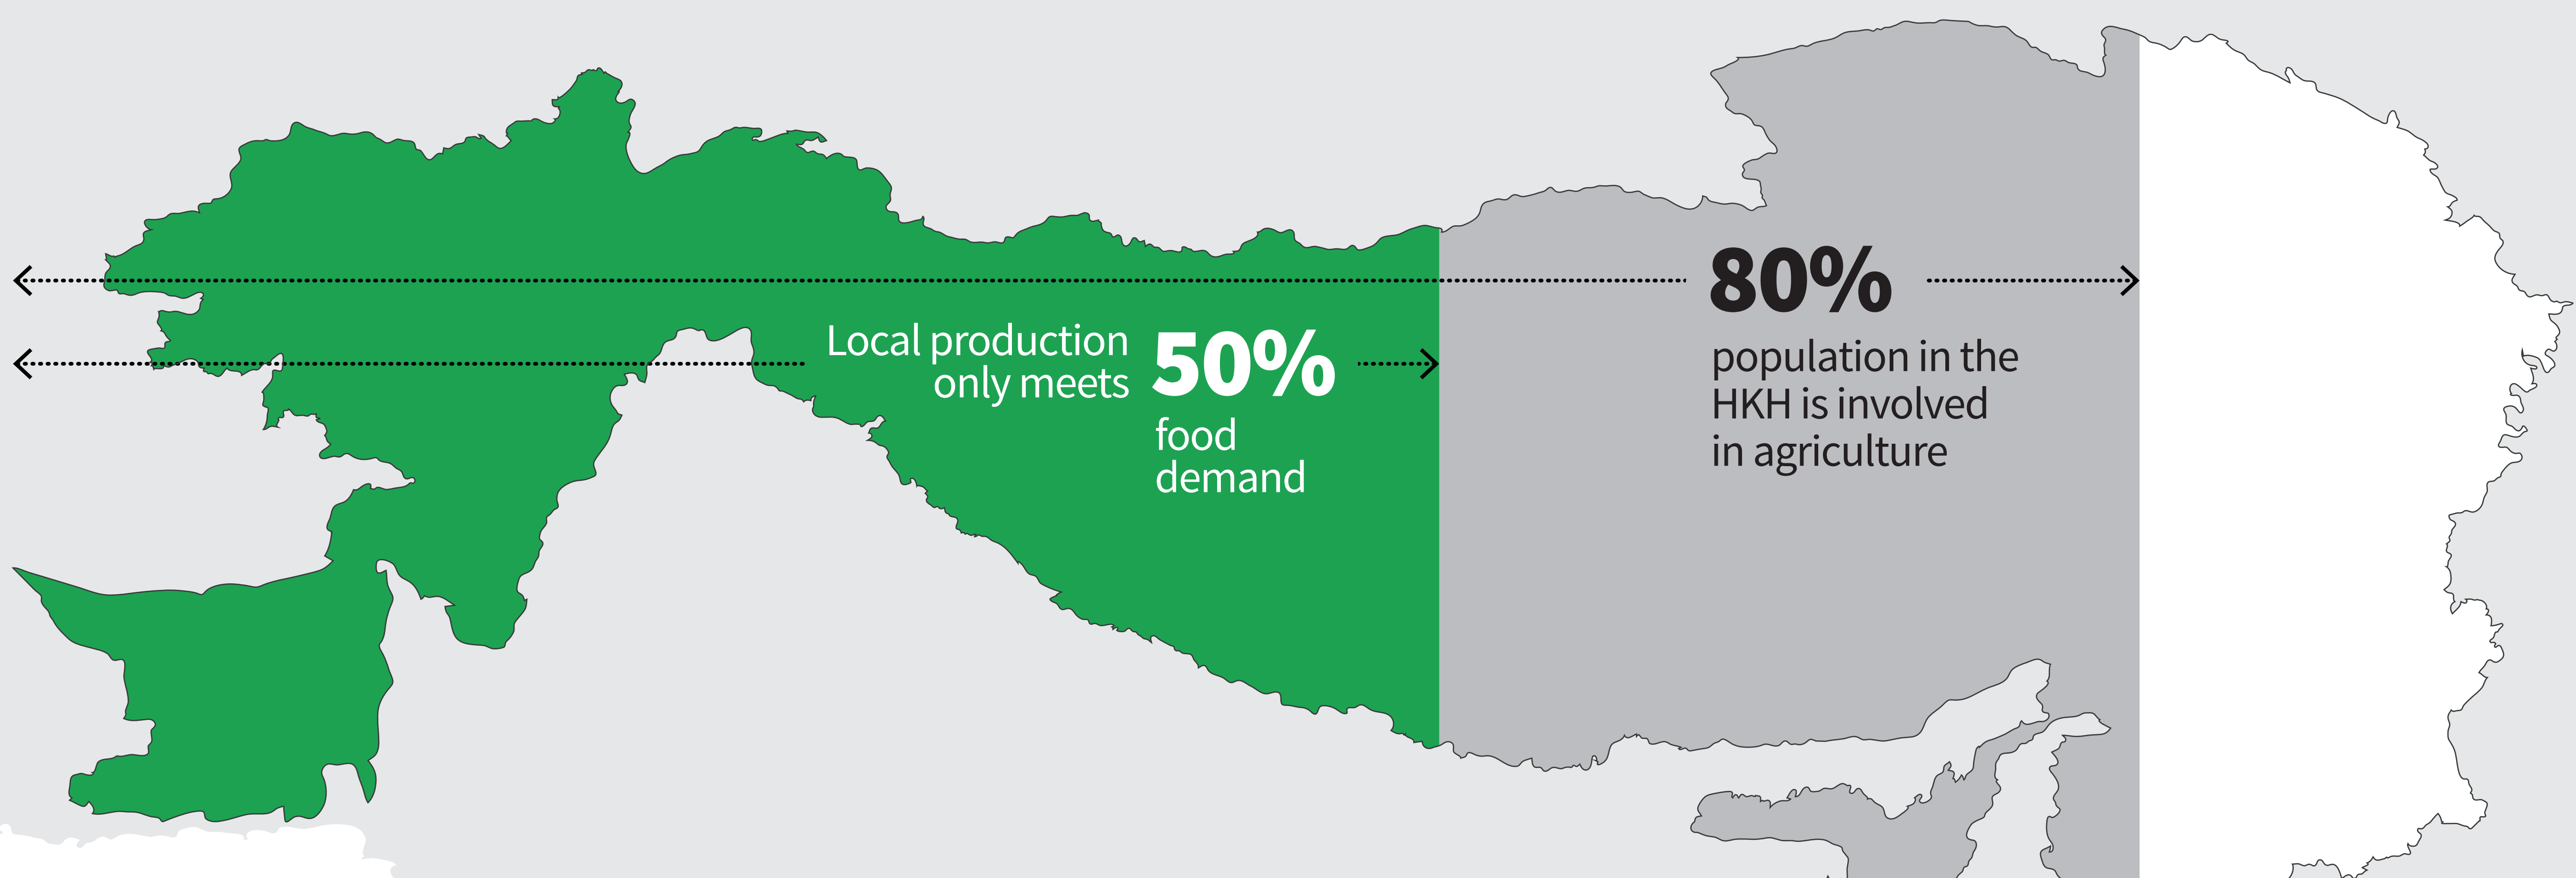 80%
population in the
HKH is involved
in agriculture
Local production
only meets
50%
food
demand